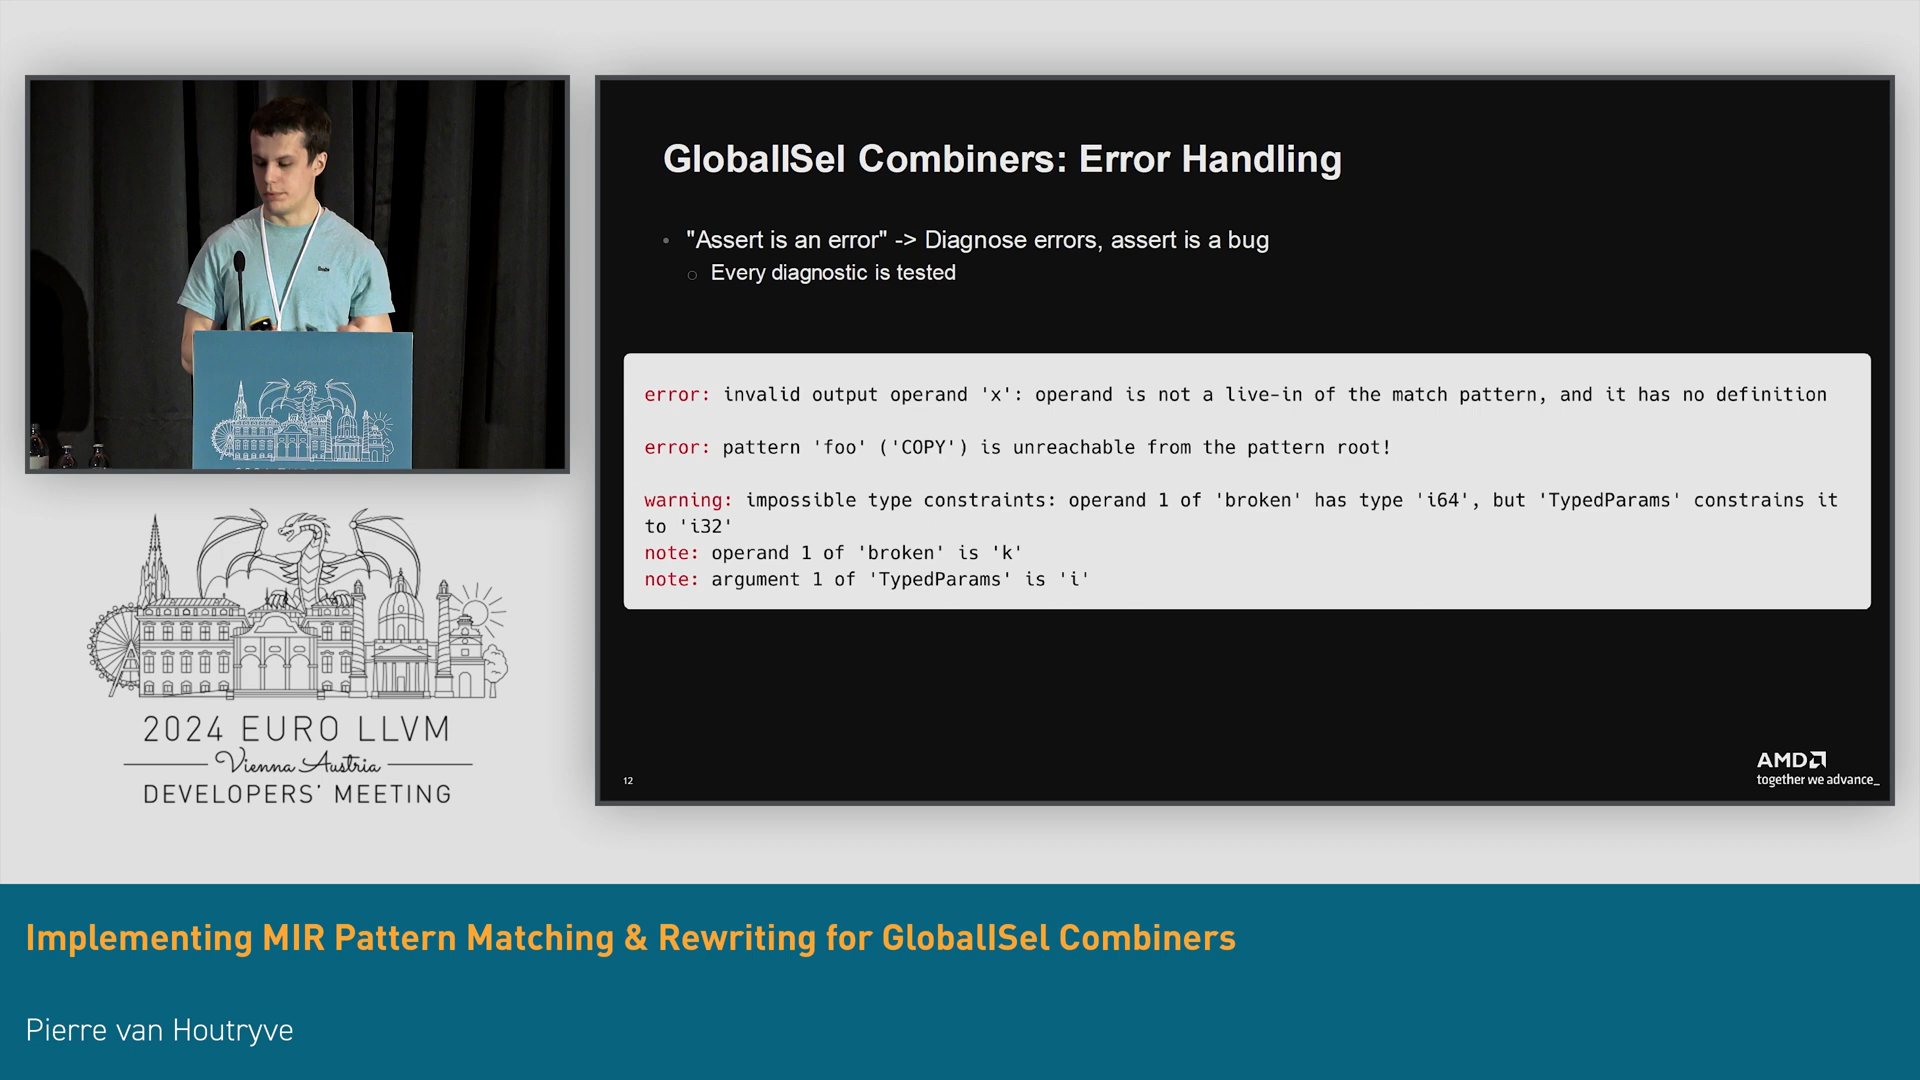 GlobalISel Combiners: Error Handling
"Assert is an error" -> Diagnose errors, assert is a bug
Every diagnostic is tested
error: invalid output operand 'x': operand is not a live-in of the match pattern, and it has no definition
error: pattern 'foo' ('COPY') is unreachable from the pattern root!
warning: impossible type constraints: operand 1 of 'broken' has type 'i64', but 'TypedParams' constrains it
to 'i32'
note: operand 1 of 'broken' is 'k'
note: argument 1 of 'TypedParams' is 'i'
12
AMD
together we advance_
2024 EURO LLVM
Vienna Austria
DEVELOPERS' MEETING
Implementing MIR Pattern Matching & Rewriting for GlobalISel Combiners
Pierre van Houtryve